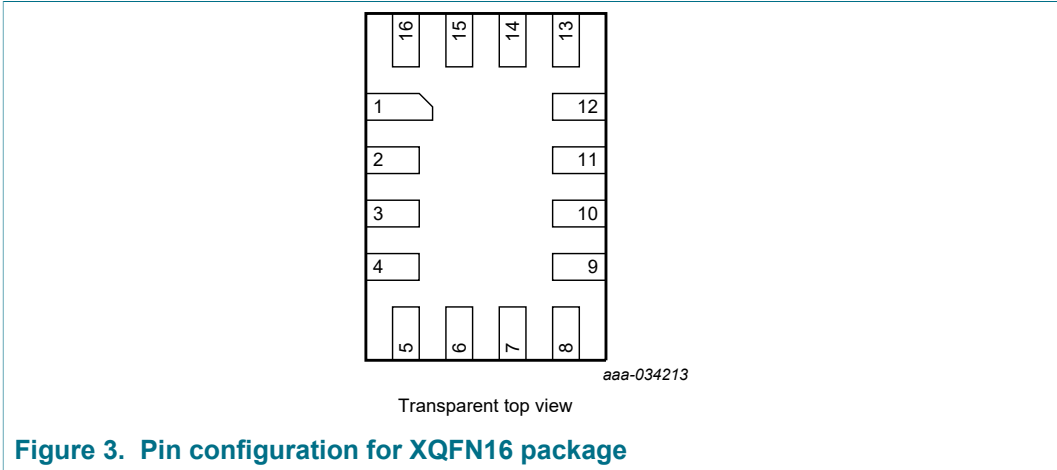 16 15 14 13
1 12
2 11
3 10
4 9
5 6 7 8
aaa-034213
Transparent top view
Figure 3. Pin configuration for XQFN16 package